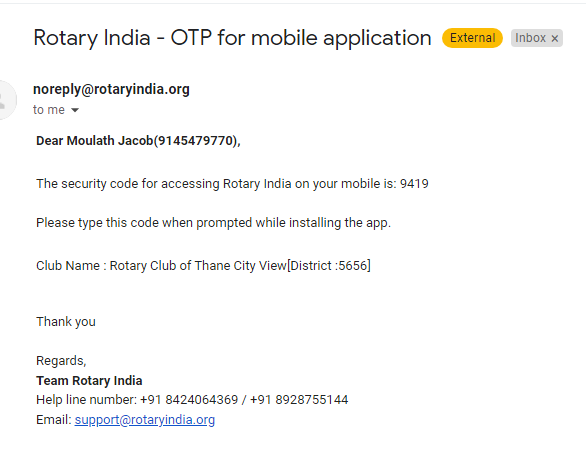 Rotary India - OTP for mobile application External Inbox ×
noreply@rotaryindia.org
to me
Dear Moulath Jacob(9145479770),
The security code for accessing Rotary India on your mobile is: 9419
Please type this code when prompted while installing the app.
Club Name : Rotary Club of Thane City View[District :5656]
Thank you
Regards,
Team Rotary India
Help line number: +91 8424064369 / +91 8928755144
Email: support@rotaryindia.org